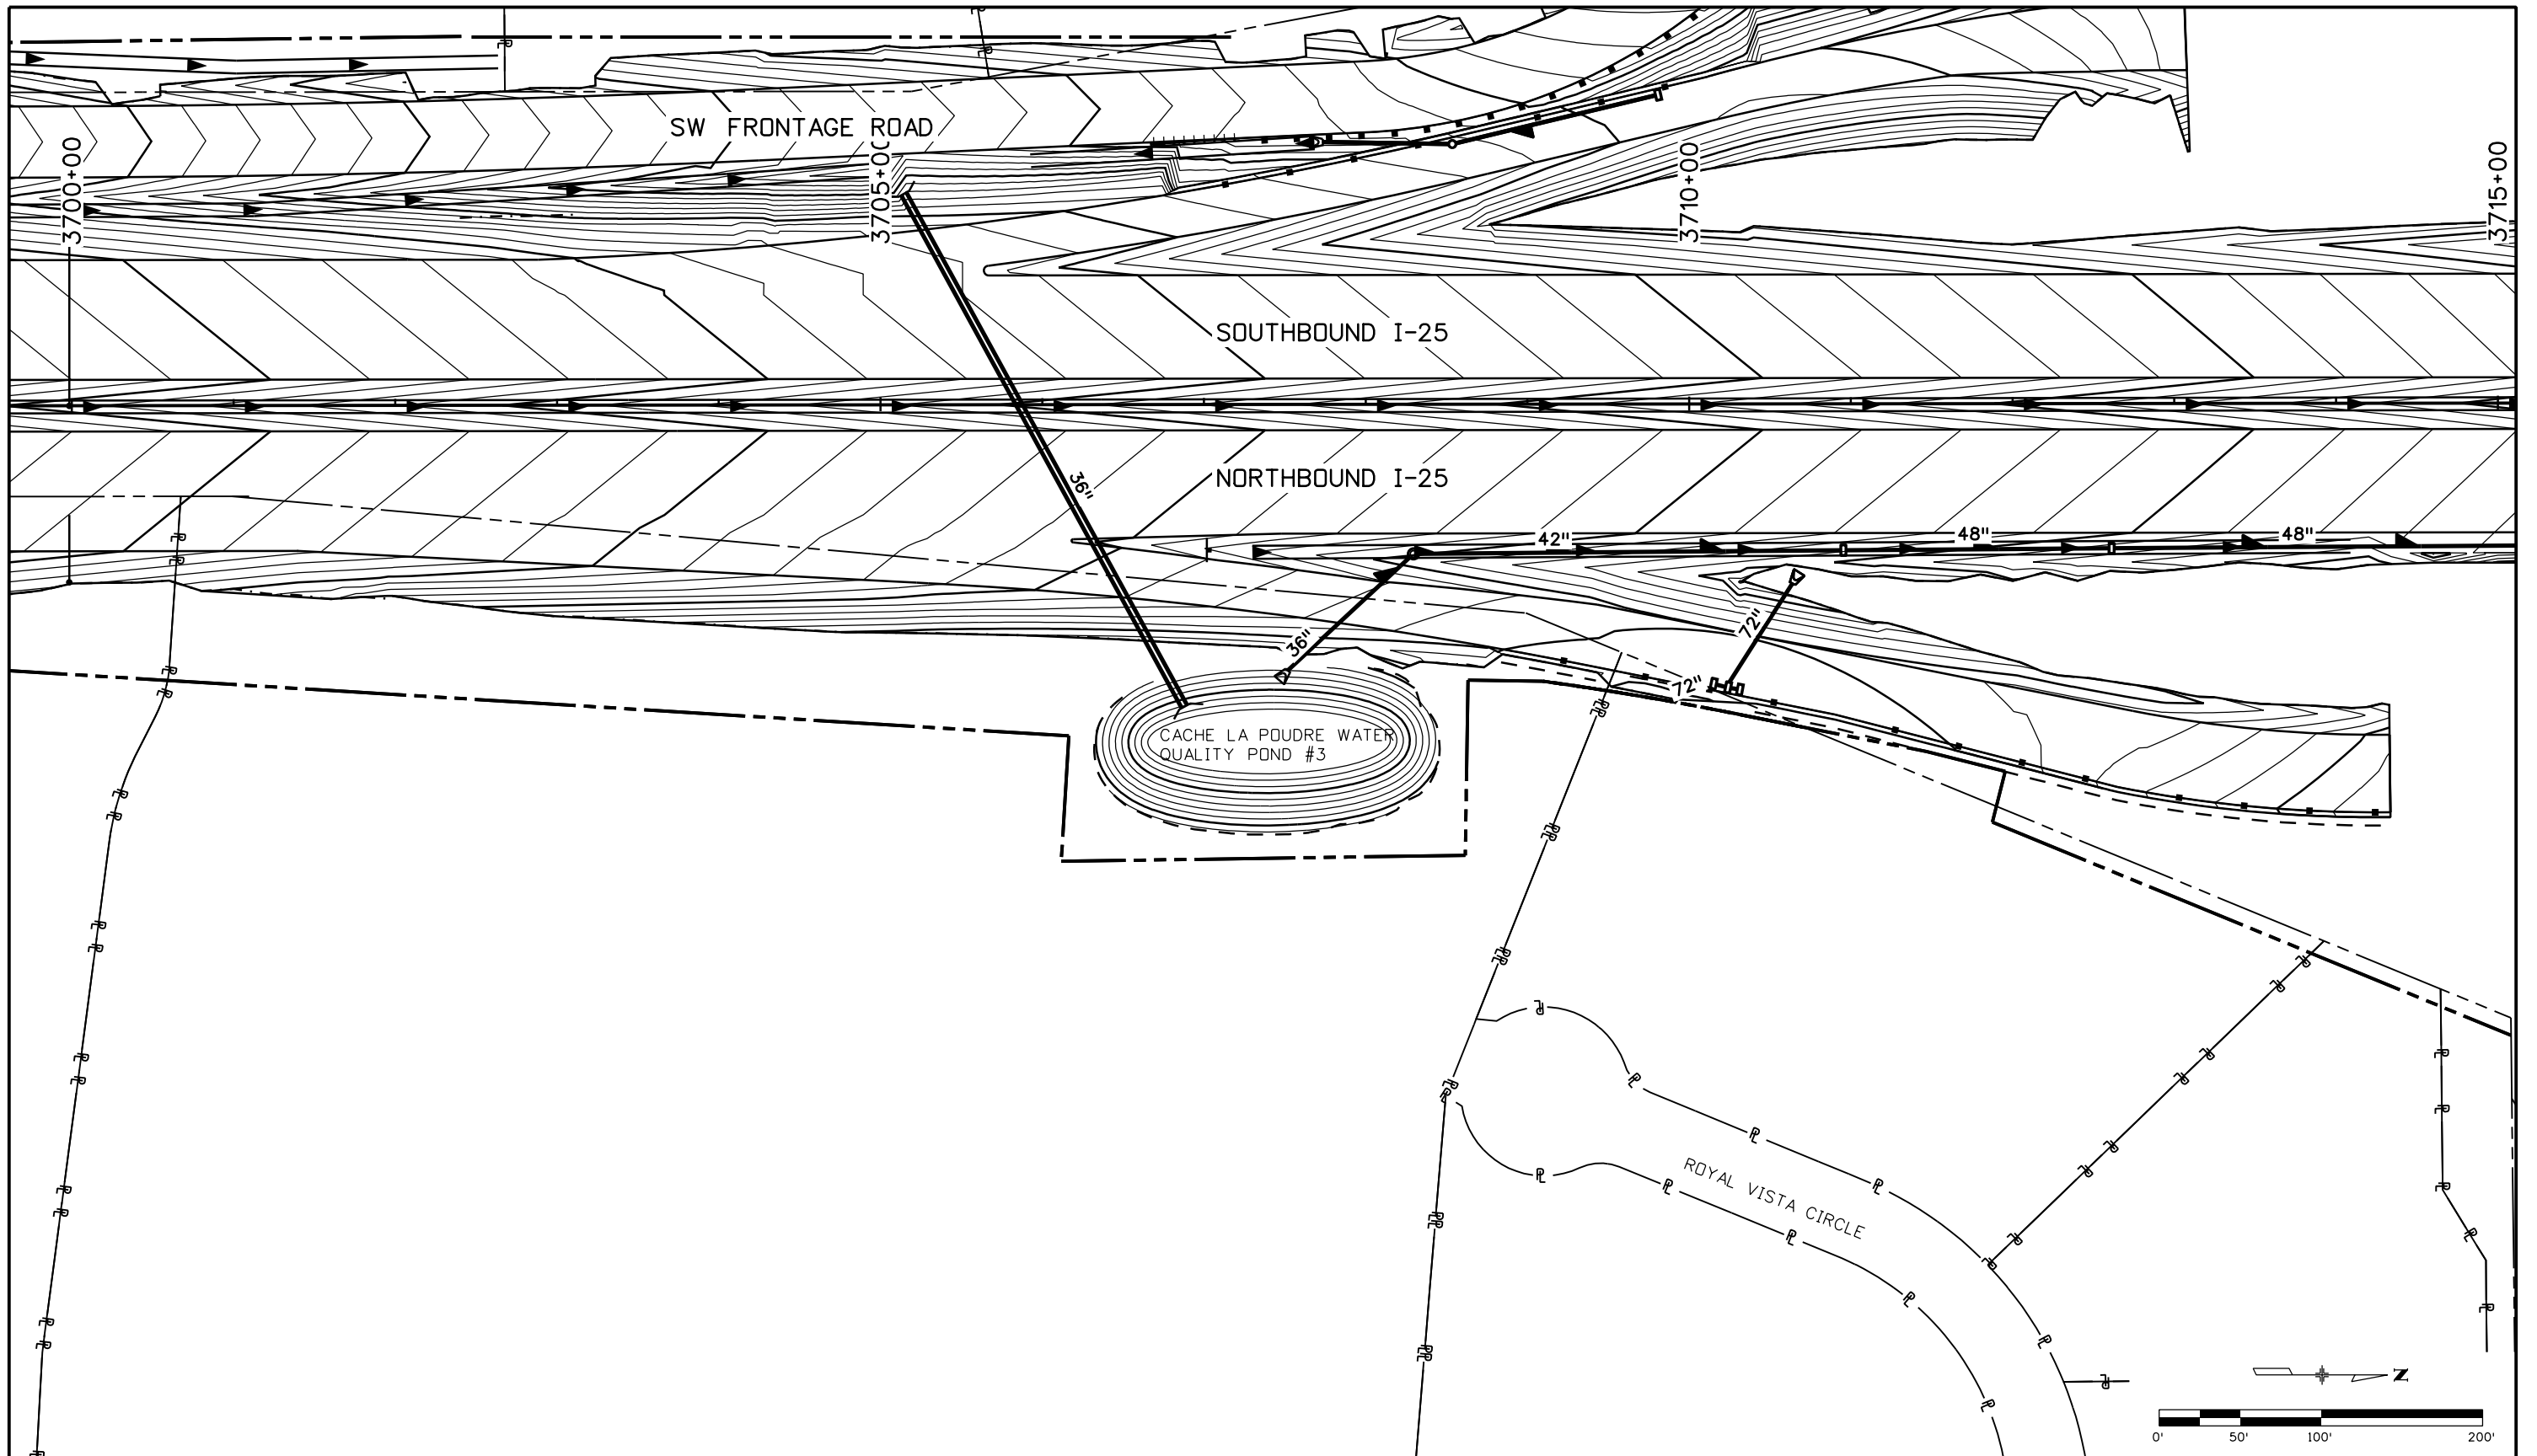 SW FRONTAGE ROAD
3700+00
3705+00
3710+00
3715+00
SOUTHBOUND I-25
36"
NORTHBOUND I-25
42"
48"
48"
36"
72"
72"
CACHE LA POUDRE WATER
QUALITY POND #3
ROYAL VISTA CIRCLE
N
0'
50'
100'
200'